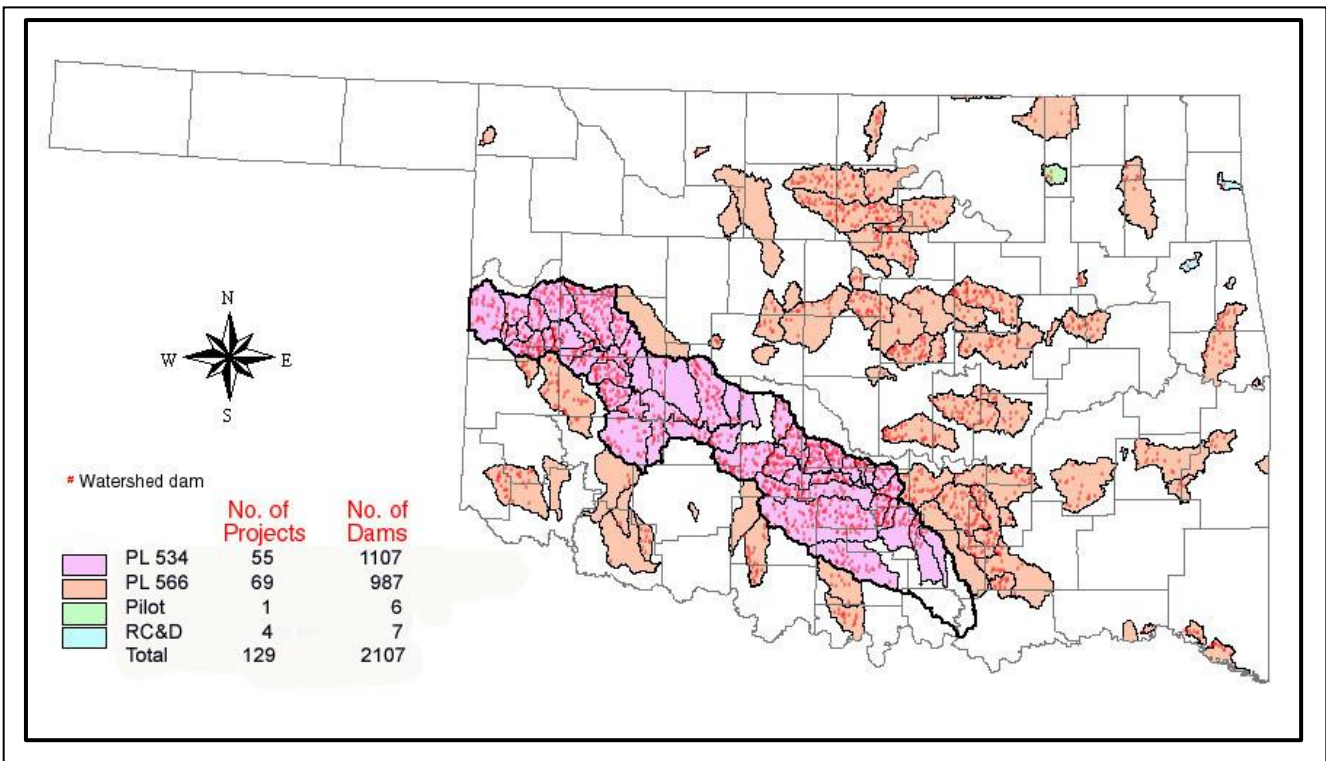 N
W E
S
# Watershed dam
No. of No. of
Projects Dams
PL 534 55 1107
PL 566 69 987
Pilot 1 6
RC&D 4 7
Total 129 2107